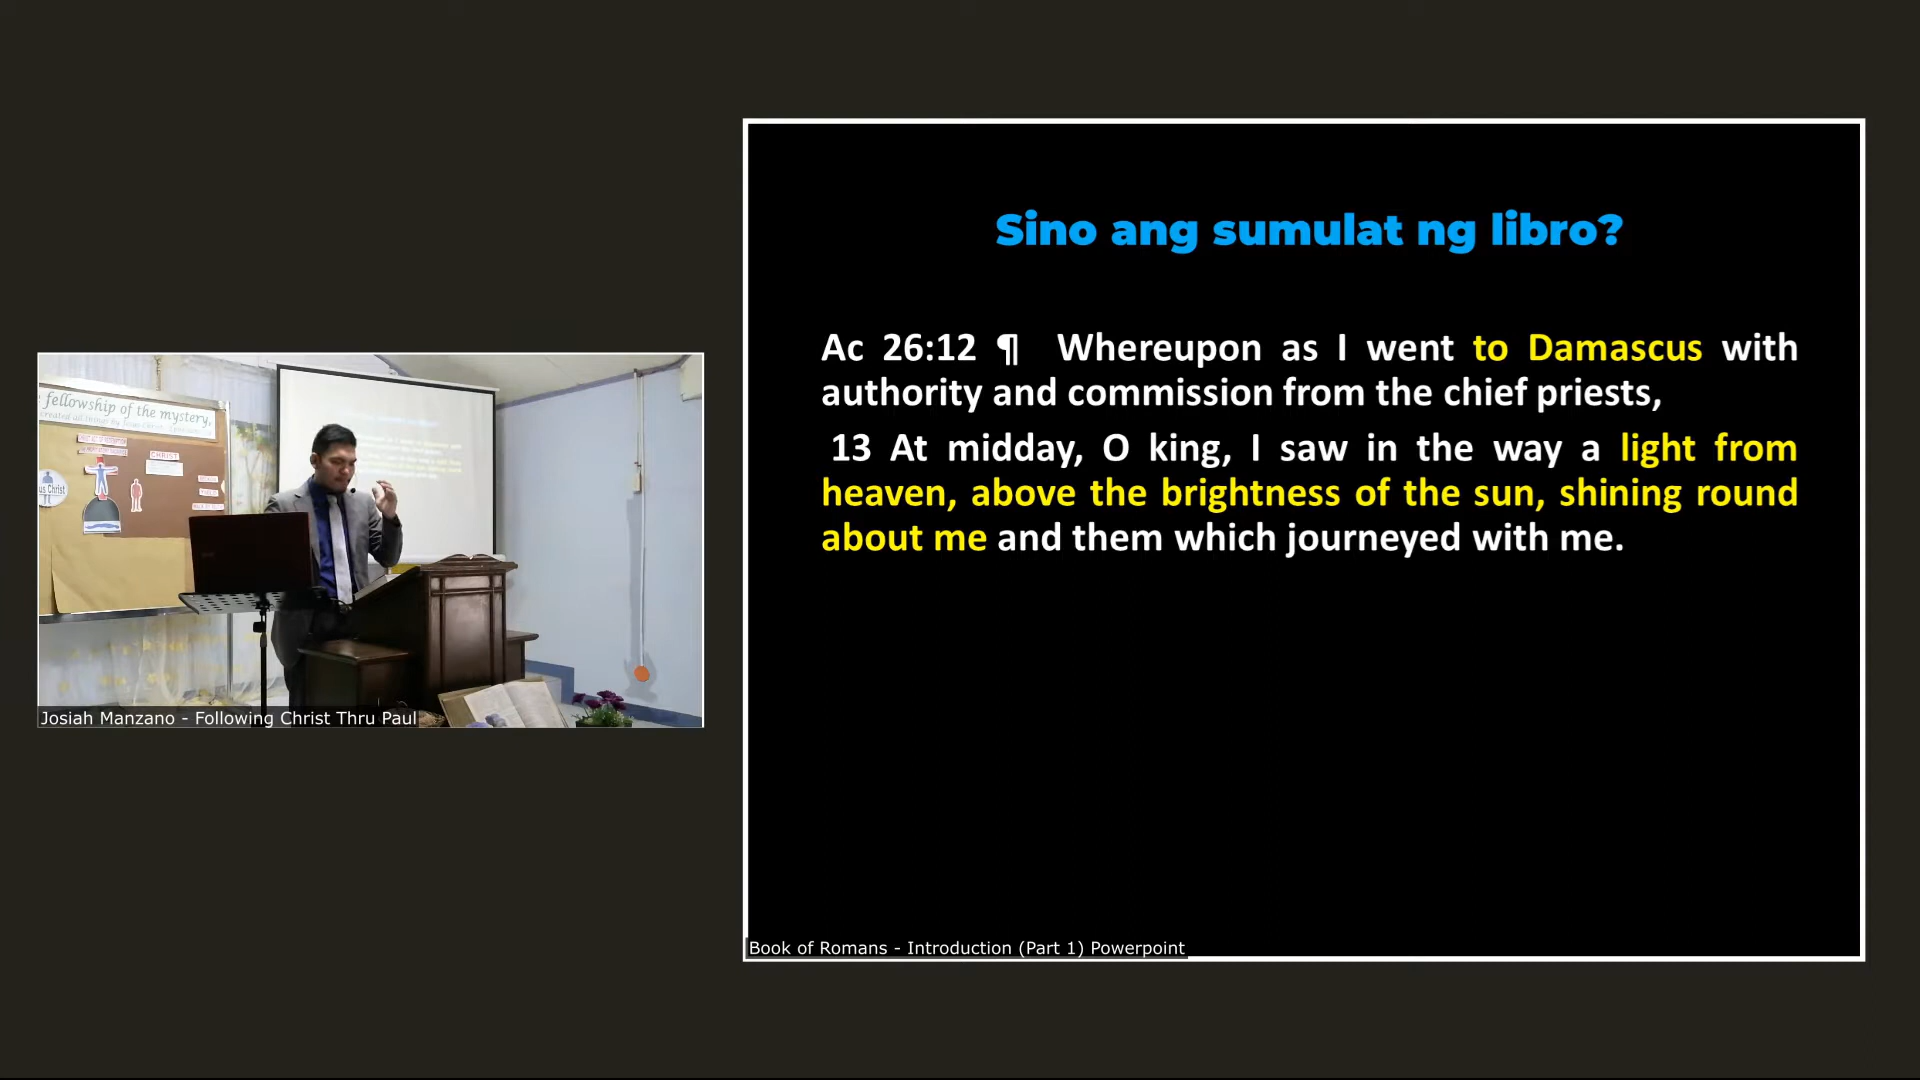 fellowship of the mystery,
CHRIST
us Christ
Josiah Manzano - Following Christ Thru Paul
Sino ang sumulat ng libro?
Ac 26:12 ¶ Whereupon as I went to Damascus with
authority and commission from the chief priests,
13 At midday, O king, I saw in the way a light from
heaven, above the brightness of the sun, shining round
about me and them which journeyed with me.
Book of Romans - Introduction (Part 1) Powerpoint